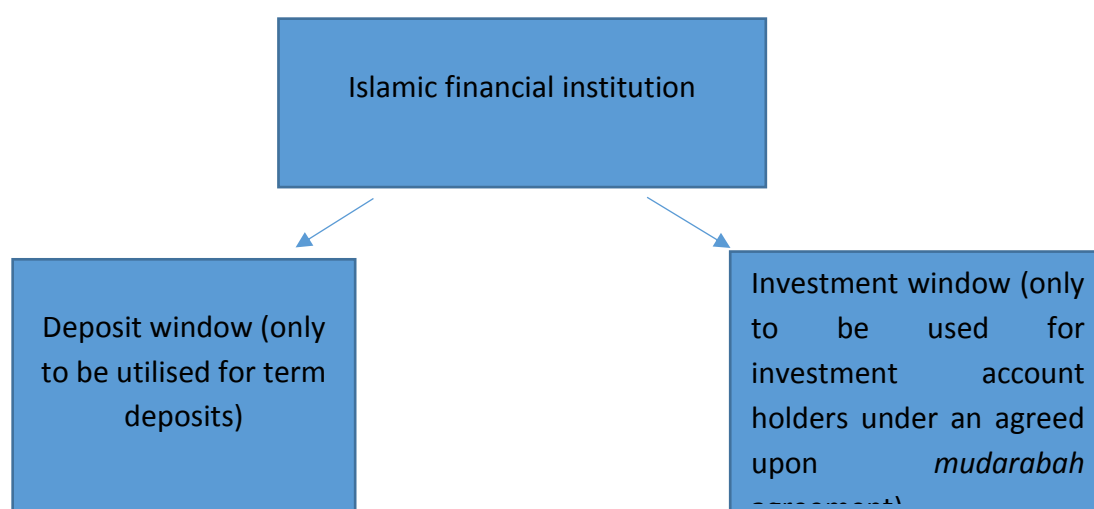 Islamic financial institution
Deposit window (only
to be utilised for term
deposits)
Investment window (only
to be used for
investment account
holders under an agreed
upon mudarabah
agreement)